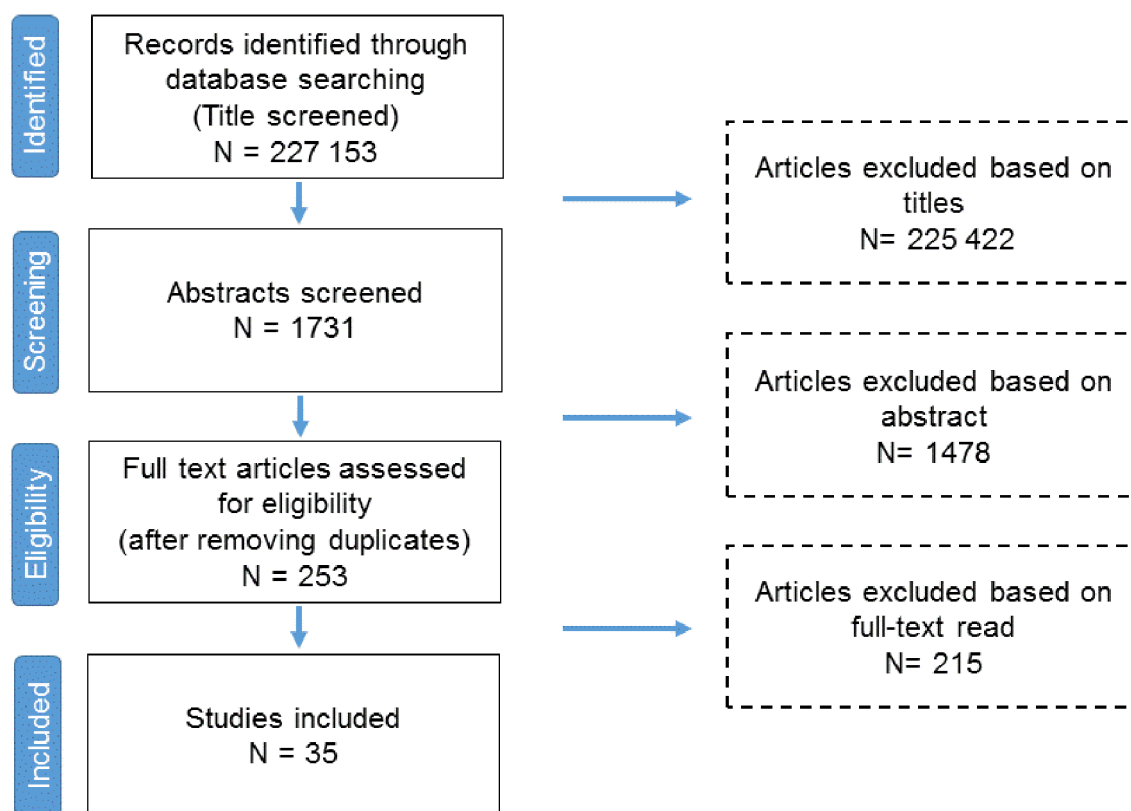 Identified
Records identified through
database searching
(Title screened)
N = 227 153
Articles excluded based on
titles
N= 225 422
Screening
Abstracts screened
N = 1731
Articles excluded based on
abstract
N= 1478
Eligibility
Full text articles assessed
for eligibility
(after removing duplicates)
N = 253
Articles excluded based on
full-text read
N= 215
Included
Studies included
N = 35